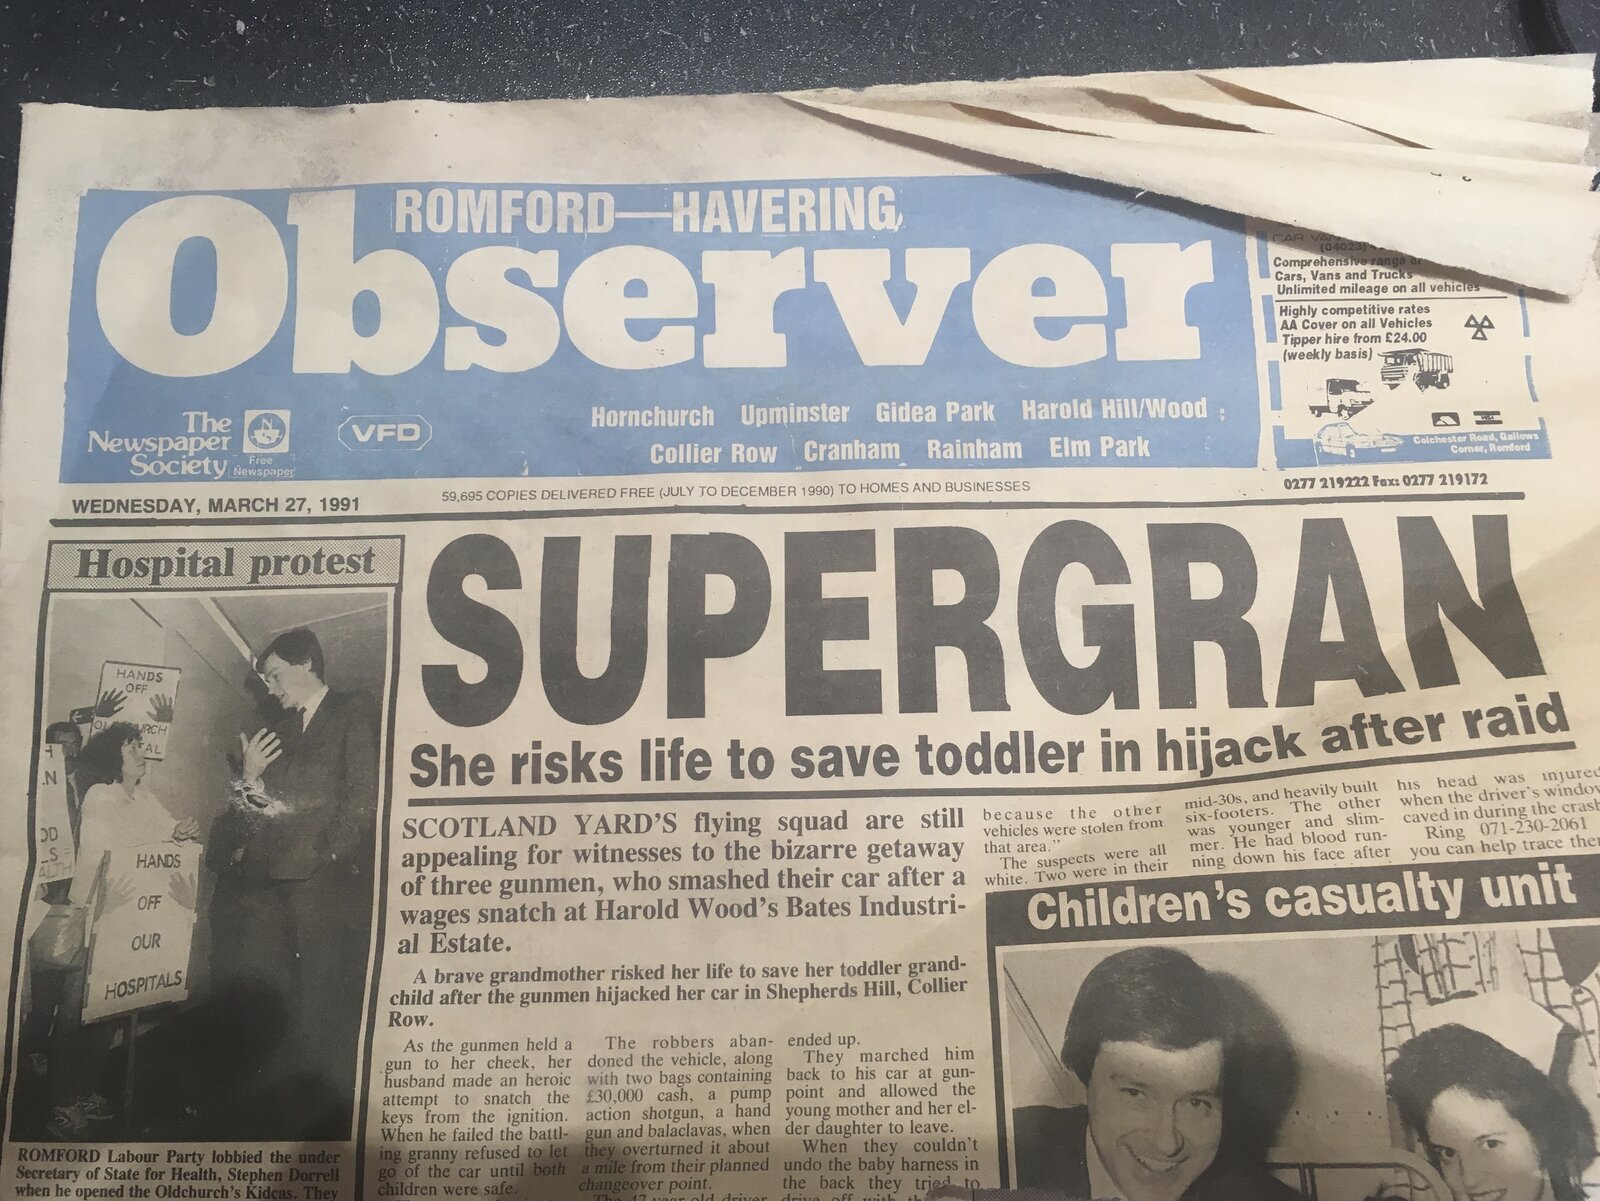 ROMFORD—HAVERING
Observer
The
Newspaper
Society
Free
Newspaper
VFD
Hornchurch Upminster Gidea Park Harold Hill/Wood
Collier Row Cranham Rainham Elm Park
Comprehensive range of
Cars, Vans and Trucks
Unlimited mileage on all vehicles
Highly competitive rates
AA Cover on all Vehicles
Tipper hire from £24.00
(weekly basis)
Colchester Road, Gallows
Corner, Romford
0277 219222 Fax: 0277 219172
WEDNESDAY, MARCH 27, 1991
59,695 COPIES DELIVERED FREE (JULY TO DECEMBER 1990) TO HOMES AND BUSINESSES
Hospital protest
HANDS
OFF
HANDS
OFF
OUR
HOSPITALS
ROMFORD Labour Party lobbied the under
Secretary of State for Health, Stephen Dorrell
when he opened the Oldchurch's Kidcas. They
SUPERGRAN
She risks life to save toddler in hijack after raid
SCOTLAND YARD'S flying squad are still
appealing for witnesses to the bizarre getaway
of three gunmen, who smashed their car after a
wages snatch at Harold Wood's Bates Industri-
al Estate.
A brave grandmother risked her life to save her toddler grand-
child after the gunmen hijacked her car in Shepherds Hill, Collier
Row.
As the gunmen held a
gun to her cheek, her
husband made an heroic
attempt to snatch the
keys from the ignition.
When he failed the battl-
ing granny refused to let
go of the car until both
children were safe.
The robbers aban-
doned the vehicle, along
with two bags containing
£30,000 cash, a pump
action shotgun, a hand
gun and balaclavas, when
they overturned it about
a mile from their planned
changeover point.
The 47-year-old driver
ended up.
They marched him
back to his car at gun-
point and allowed the
young mother and her el-
der daughter to leave.
When they couldn't
undo the baby harness in
the back they tried to
drive off with
because the other
vehicles were stolen from
that area."
The suspects were all
white. Two were in their
mid-30s, and heavily built
six-footers. The other
was younger and slim-
mer. He had blood run-
ning down his face after
his head was injured
when the driver's window
caved in during the crash
Ring 071-230-2061
you can help trace
Children's casualty unit